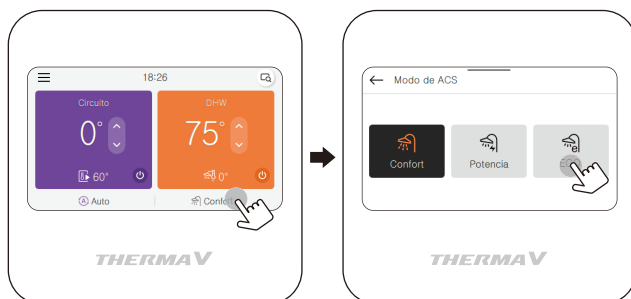 18:26
Circuito
DHW
0°
75°
60°
0°
Auto
Confort
THERMA V
Modo de ACS
Confort
Potencia
THERMA V